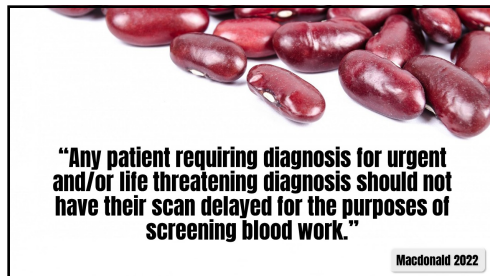 “Any patient requiring diagnosis for urgent
and/or life threatening diagnosis should not
have their scan delayed for the purposes of
screening blood work.”
Macdonald 2022